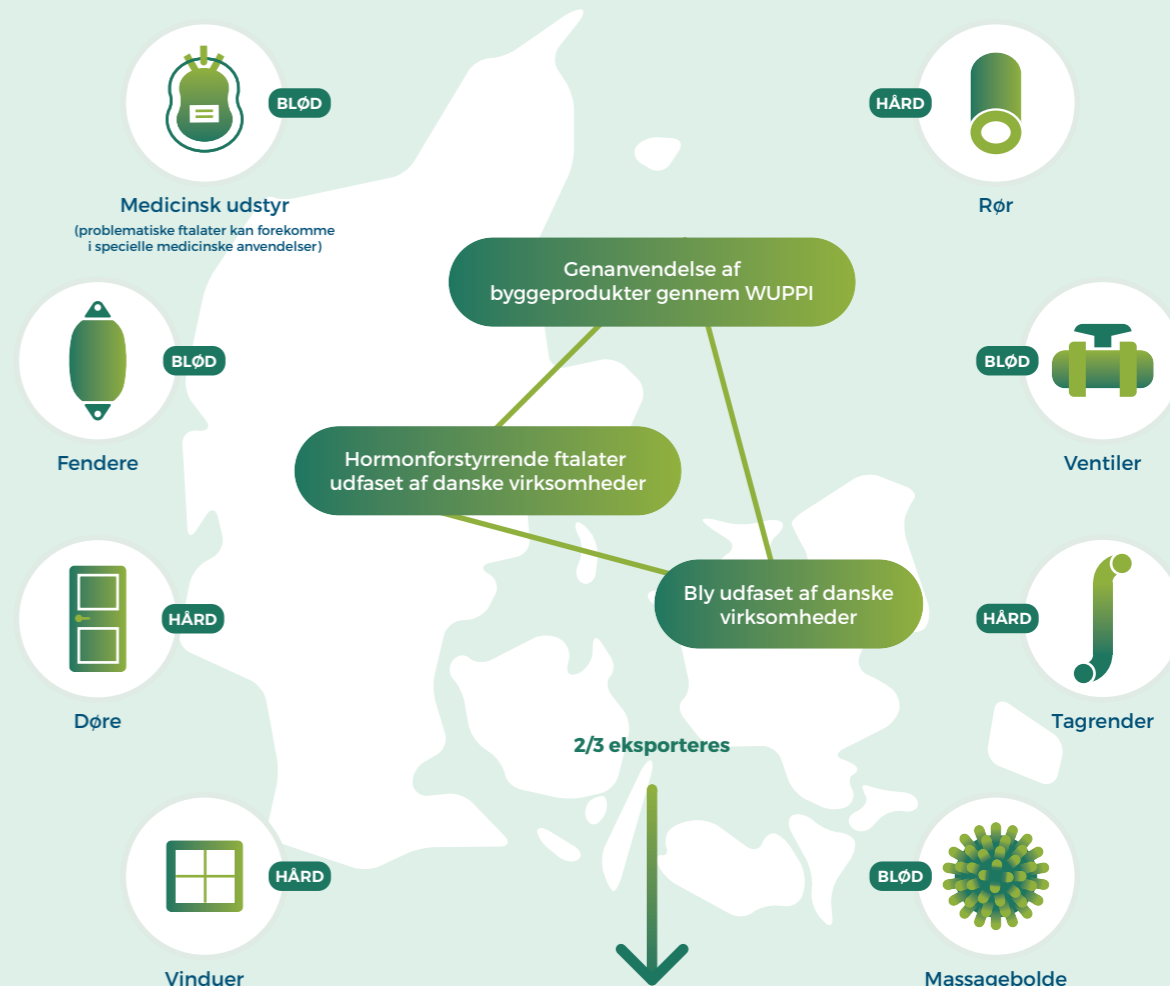 BLØD
Medicinsk udstyr
(problematiske ftalater kan forekomme
i specielle medicinske anvendelser)
HÅRD
Rør
Genanvendelse af
byggeprodukter gennem WUPPI
BLØD
Fendere
BLØD
Ventiler
Hormonforstyrrende ftalater
udfaset af danske virksomheder
Bly udfaset af danske
virksomheder
HÅRD
Døre
HÅRD
Tagrender
2/3 eksporteres
HÅRD
Vinduer
BLØD
Massagebolde